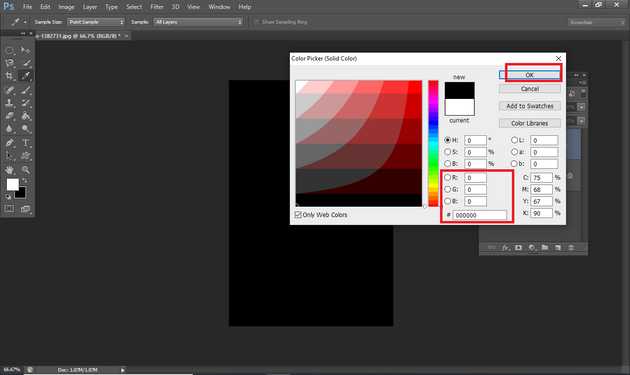 Ps File Edit Image Layer Type Select Filter 3D View Window Help
Sample Size: Point Sample Sample: All Layers Show Sampling Ring Essentials
-1382731.jpg @ 66.7% (RGB/8) *
Color Picker (Solid Color)
new
OK
Cancel
Add to Swatches
current
Color Libraries
H: 0 ° L: 0
S: 0 % a: 0
B: 0 % b: 0
R: 0 C: 75 %
G: 0 M: 68 %
B: 0 Y: 67 %
# 000000 K: 90 %
Only Web Colors
66.67% Doc: 1.07M/1.07M